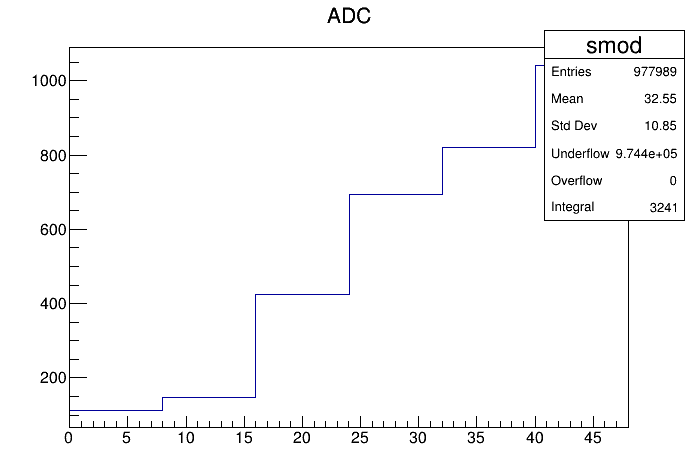 ADC
smod
Entries 977989
Mean 32.55
Std Dev 10.85
Underflow 9.744e+05
Overflow 0
Integral 3241
1000
800
600
400
200
0 5 10 15 20 25 30 35 40 45